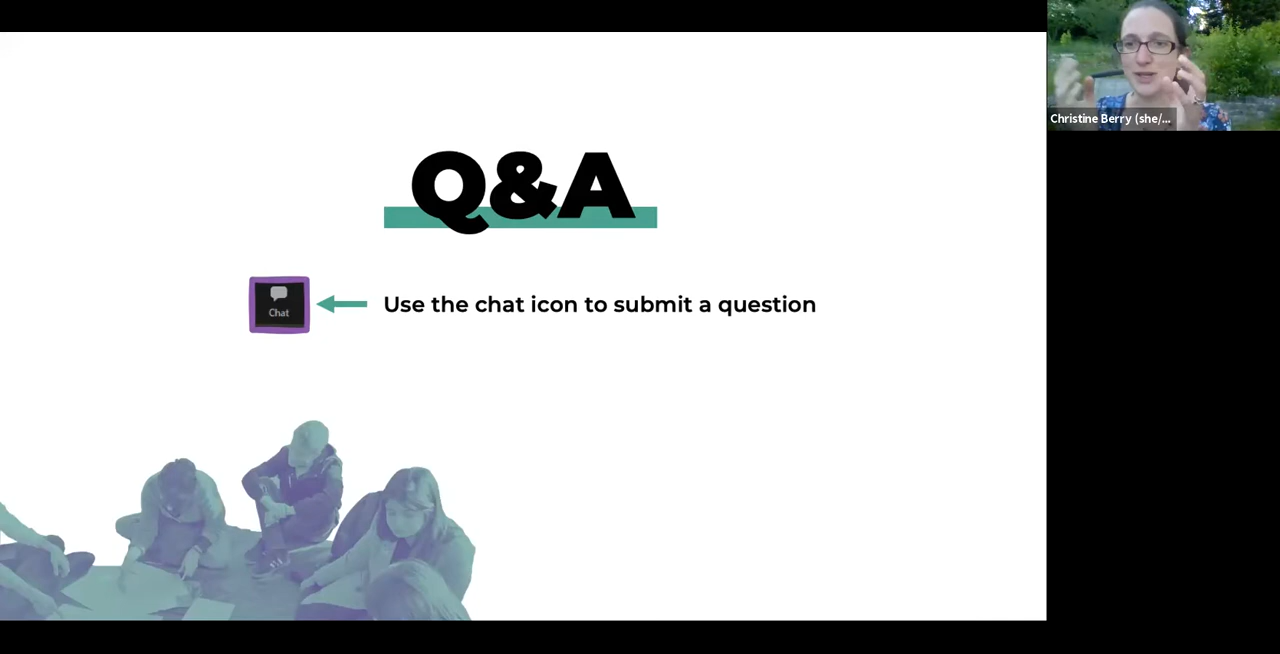 Q&A
Chat
Use the chat icon to submit a question
Christine Berry (she/...